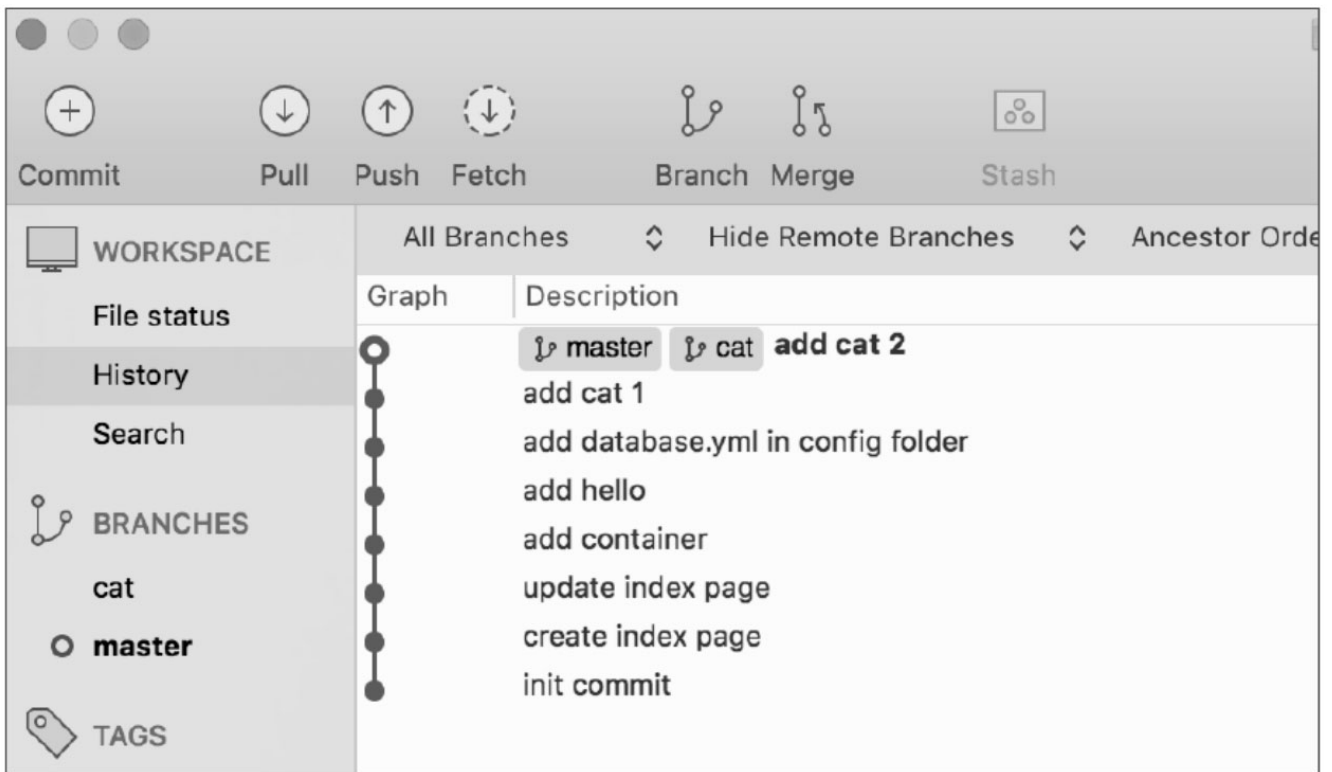 Commit Pull Push Fetch Branch Merge Stash
WORKSPACE
File status
History
Search
BRANCHES
cat
master
TAGS
All Branches Hide Remote Branches Ancestor Orde
Graph Description
master cat add cat 2
add cat 1
add database.yml in config folder
add hello
add container
update index page
create index page
init commit